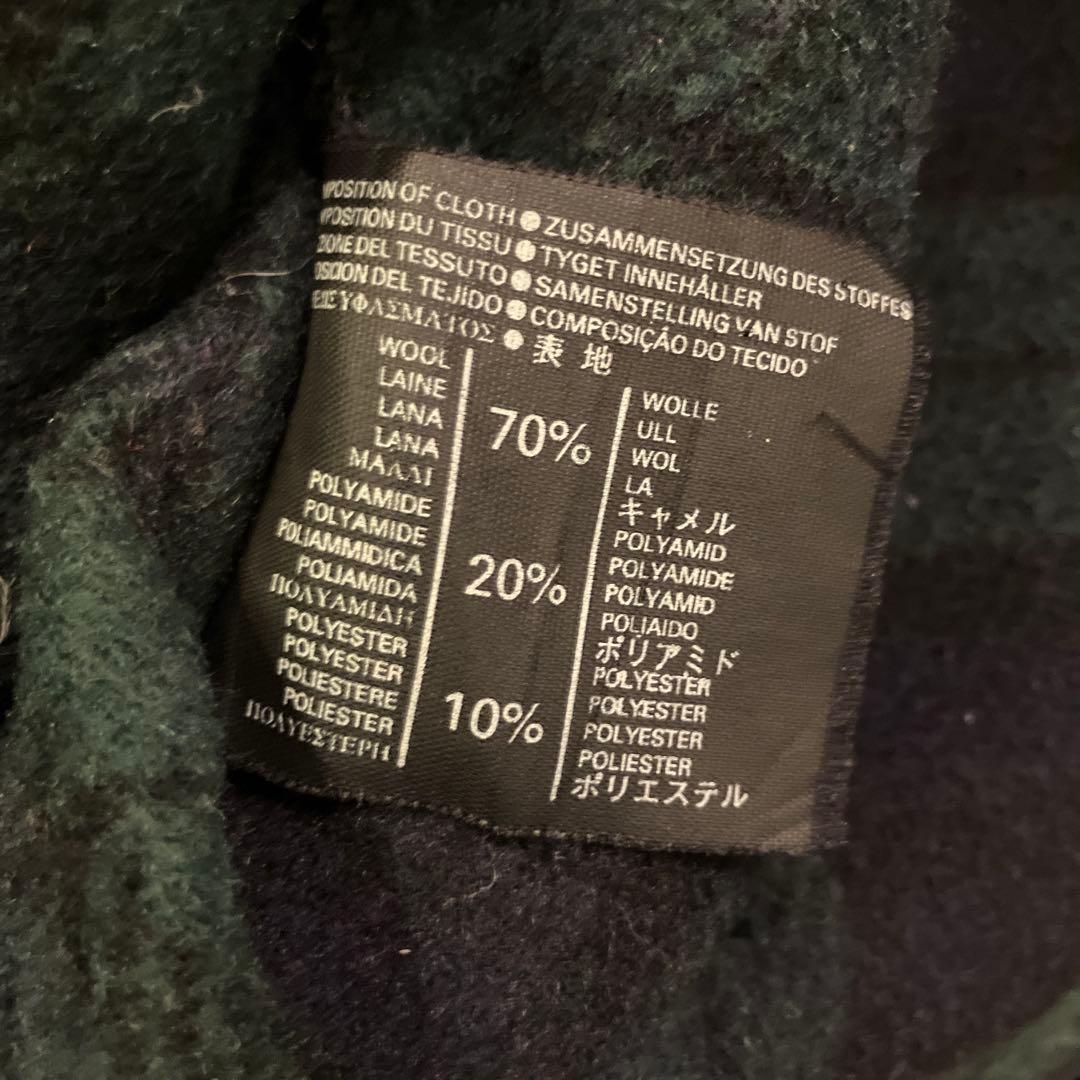 MPOSITION OF CLOTH ● ZUSAMMENSETZUNG DES STOFFES
MPOSITION DU TISSU ● TYGET INNEHÅLLER
ZIONE DEL TESSUTO ● SAMENSTELLING VAN STOF
OSICION DEL TEJIDO ● COMPOSIÇÃO DO TECIDO
ΥΦΑΣΜΑΤΟΣ ● 表地
WOOL
LAINE
LANA
LANA
ΜΑΛΛΙ
70%
WOLLE
ULL
WOL
LA
キャメル
POLYAMIDE
POLYAMIDE
POLIAMMIDICA
POLIAMIDA
ΠΟΛΥΑΜΙΔΗ
20%
POLYAMID
POLYAMIDE
POLYAMID
POLIAIDO
ポリアミド
POLYESTER
POLYESTER
POLIESTERE
POLIESTER
ΠΟΛΥΕΣΤΕΡΗ
10%
POLYESTER
POLYESTER
POLYESTER
POLIESTER
ポリエステル